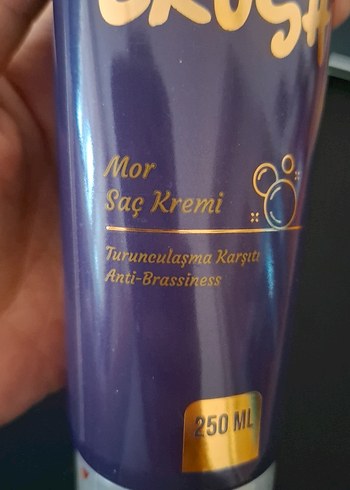 Mor
Saç Kremi
Turunculaşma Karşıtı
Anti-Brassiness
250 ML